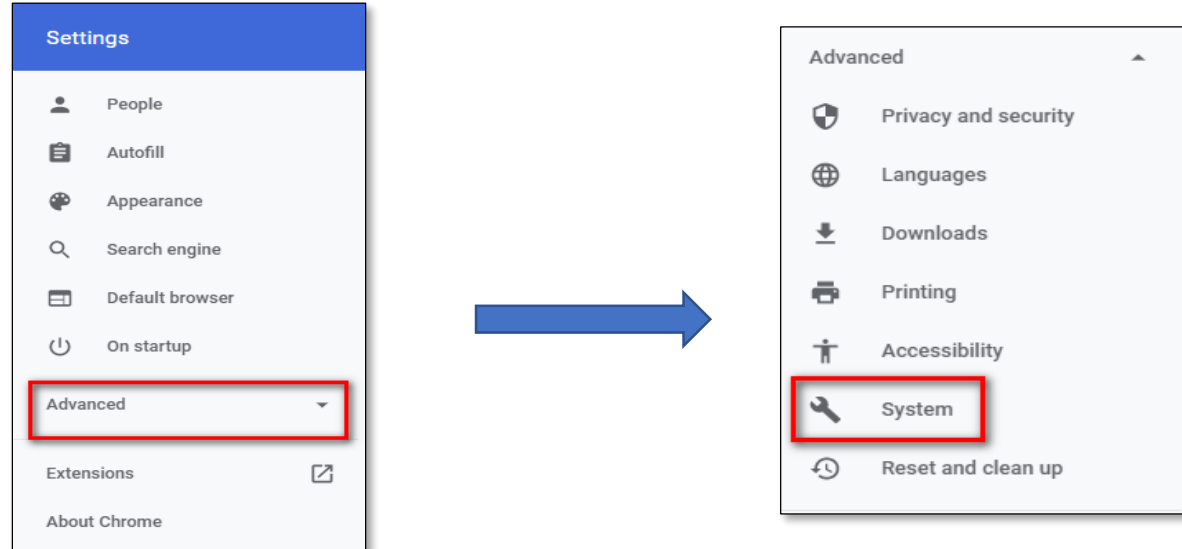 Settings
People
Autofill
Appearance
Search engine
Default browser
On startup
Advanced
Extensions
About Chrome
Advanced
Privacy and security
Languages
Downloads
Printing
Accessibility
System
Reset and clean up